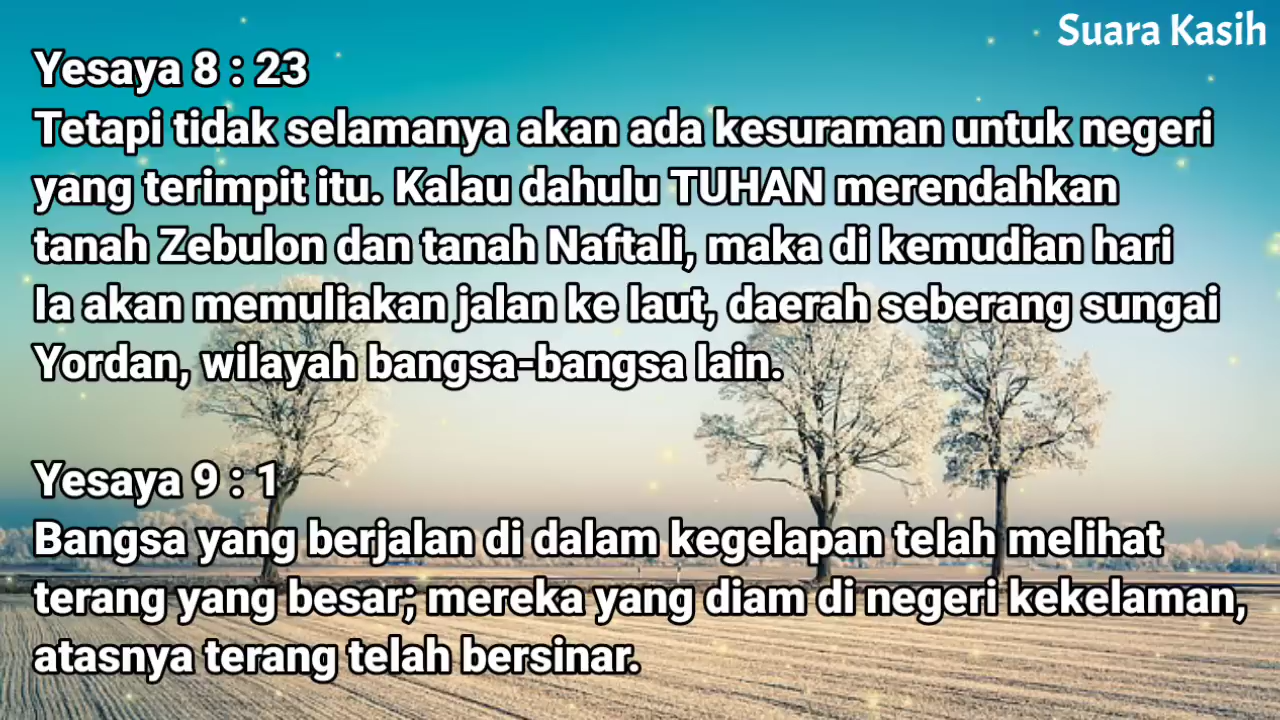 Suara Kasih
Yesaya 8 : 23
Tetapi tidak selamanya akan ada kesuraman untuk negeri
yang terimpit itu. Kalau dahulu TUHAN merendahkan
tanah Zebulon dan tanah Naftali, maka di kemudian hari
Ia akan memuliakan jalan ke laut, daerah seberang sungai
Yordan, wilayah bangsa-bangsa lain.
Yesaya 9 : 1
Bangsa yang berjalan di dalam kegelapan telah melihat
terang yang besar; mereka yang diam di negeri kekelaman,
atasnya terang telah bersinar.